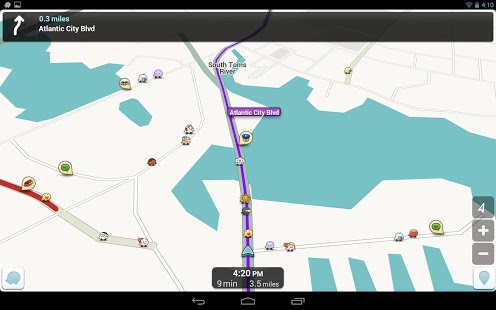 4:10
0.3 miles
Atlantic City Blvd
South Toms
River
Atlantic City Blvd
4:20 PM
9 min 3.5 miles